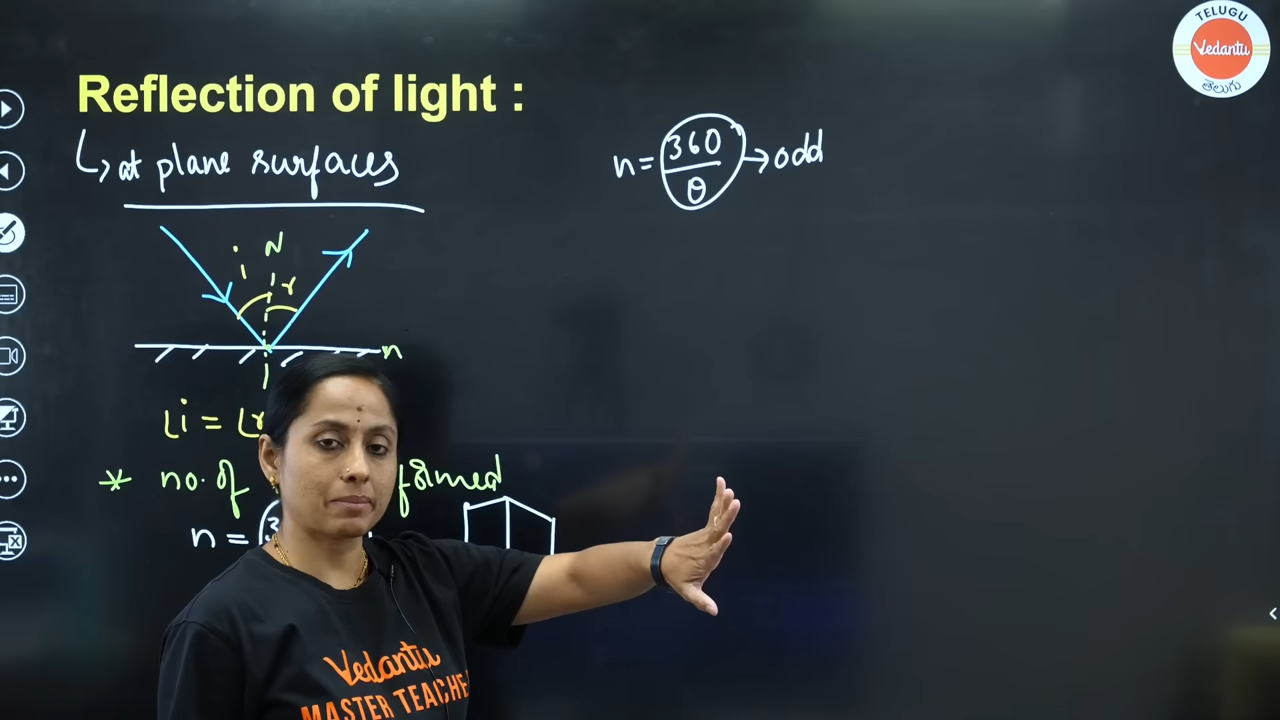 TELUGU
Vedantu
తెలుగు
Reflection of light :
↳ at plane surfaces
n = 360/θ → odd
i N r
n
∠i = ∠r
* no. of formed
n =
Vedantu
MASTER TEACHE